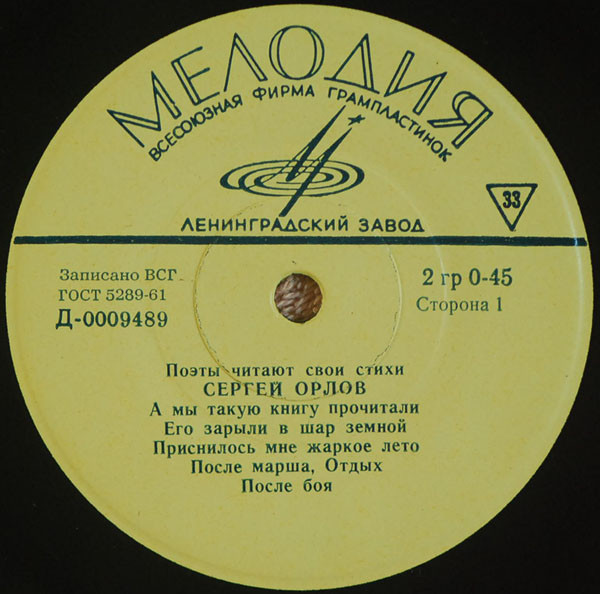 МЕЛОДИЯ
ВСЕСОЮЗНАЯ ФИРМА ГРАМПЛАСТИНОК
ЛЕНИНГРАДСКИЙ ЗАВОД
33
Записано ВСГ
ГОСТ 5289-61
Д-0009489
2 гр 0-45
Сторона 1
Поэты читают свои стихи
СЕРГЕЙ ОРЛОВ
А мы такую книгу прочитали
Его зарыли в шар земной
Приснилось мне жаркое лето
После марша, Отдых
После боя